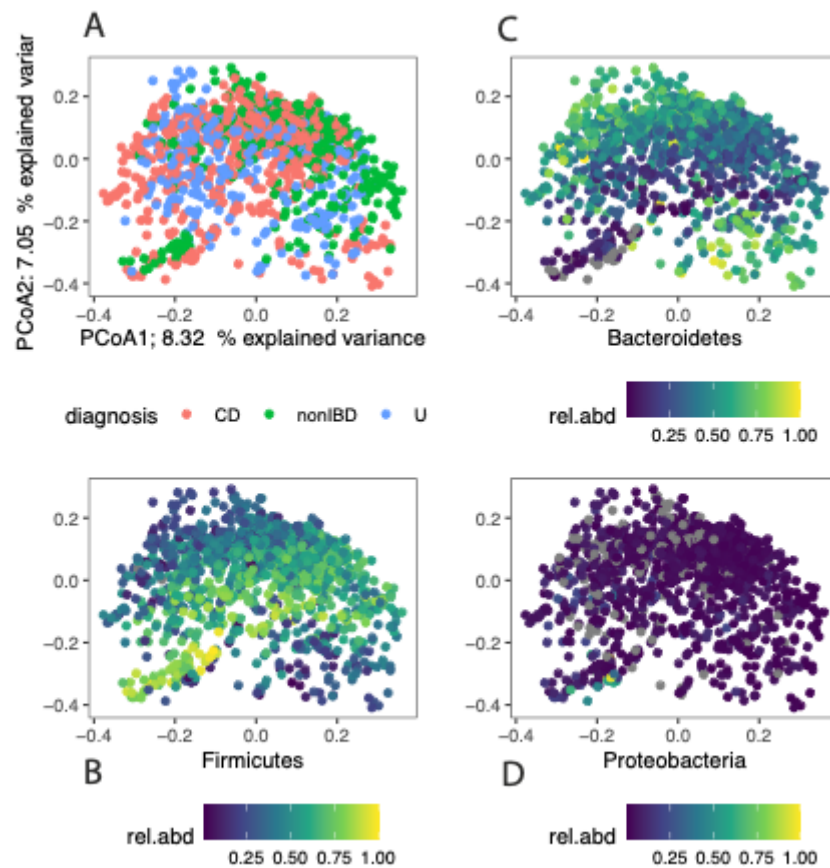 A
C
PCoA2: 7.05 % explained variar
0.2
0.0
−0.2
−0.4
−0.4 −0.2 0.0 0.2
PCoA1; 8.32 % explained variance
0.2
0.0
−0.2
−0.4
−0.4 −0.2 0.0 0.2
Bacteroidetes
diagnosis CD nonIBD U
rel.abd
0.25 0.50 0.75 1.00
0.2
0.0
−0.2
−0.4
−0.4 −0.2 0.0 0.2
Firmicutes
0.2
0.0
−0.2
−0.4
−0.4 −0.2 0.0 0.2
Proteobacteria
B
D
rel.abd
0.25 0.50 0.75 1.00
rel.abd
0.25 0.50 0.75 1.00